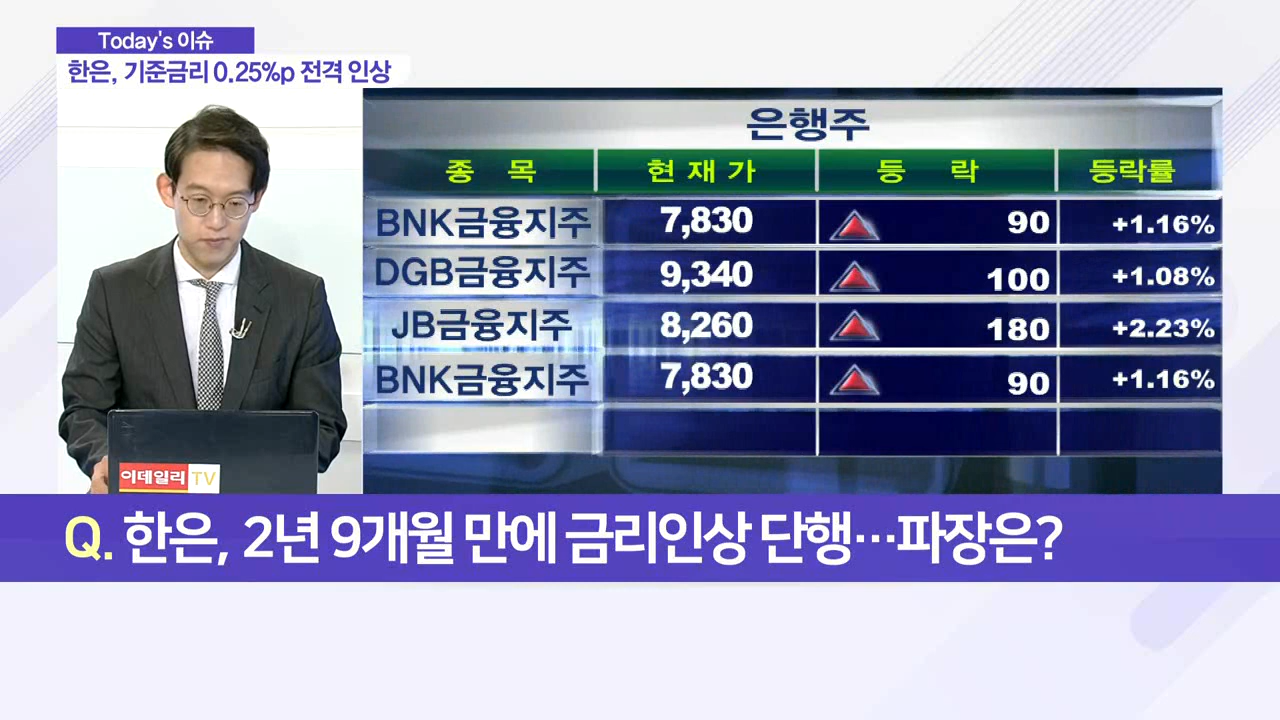 Today's 이슈
한은, 기준금리 0.25%p 전격 인상
은행주
종 목 현 재 가 등 락 등락률
BNK금융지주 7,830 ▲ 90 +1.16%
DGB금융지주 9,340 ▲ 100 +1.08%
JB금융지주 8,260 ▲ 180 +2.23%
BNK금융지주 7,830 ▲ 90 +1.16%
이데일리 TV
Q. 한은, 2년 9개월 만에 금리인상 단행…파장은?